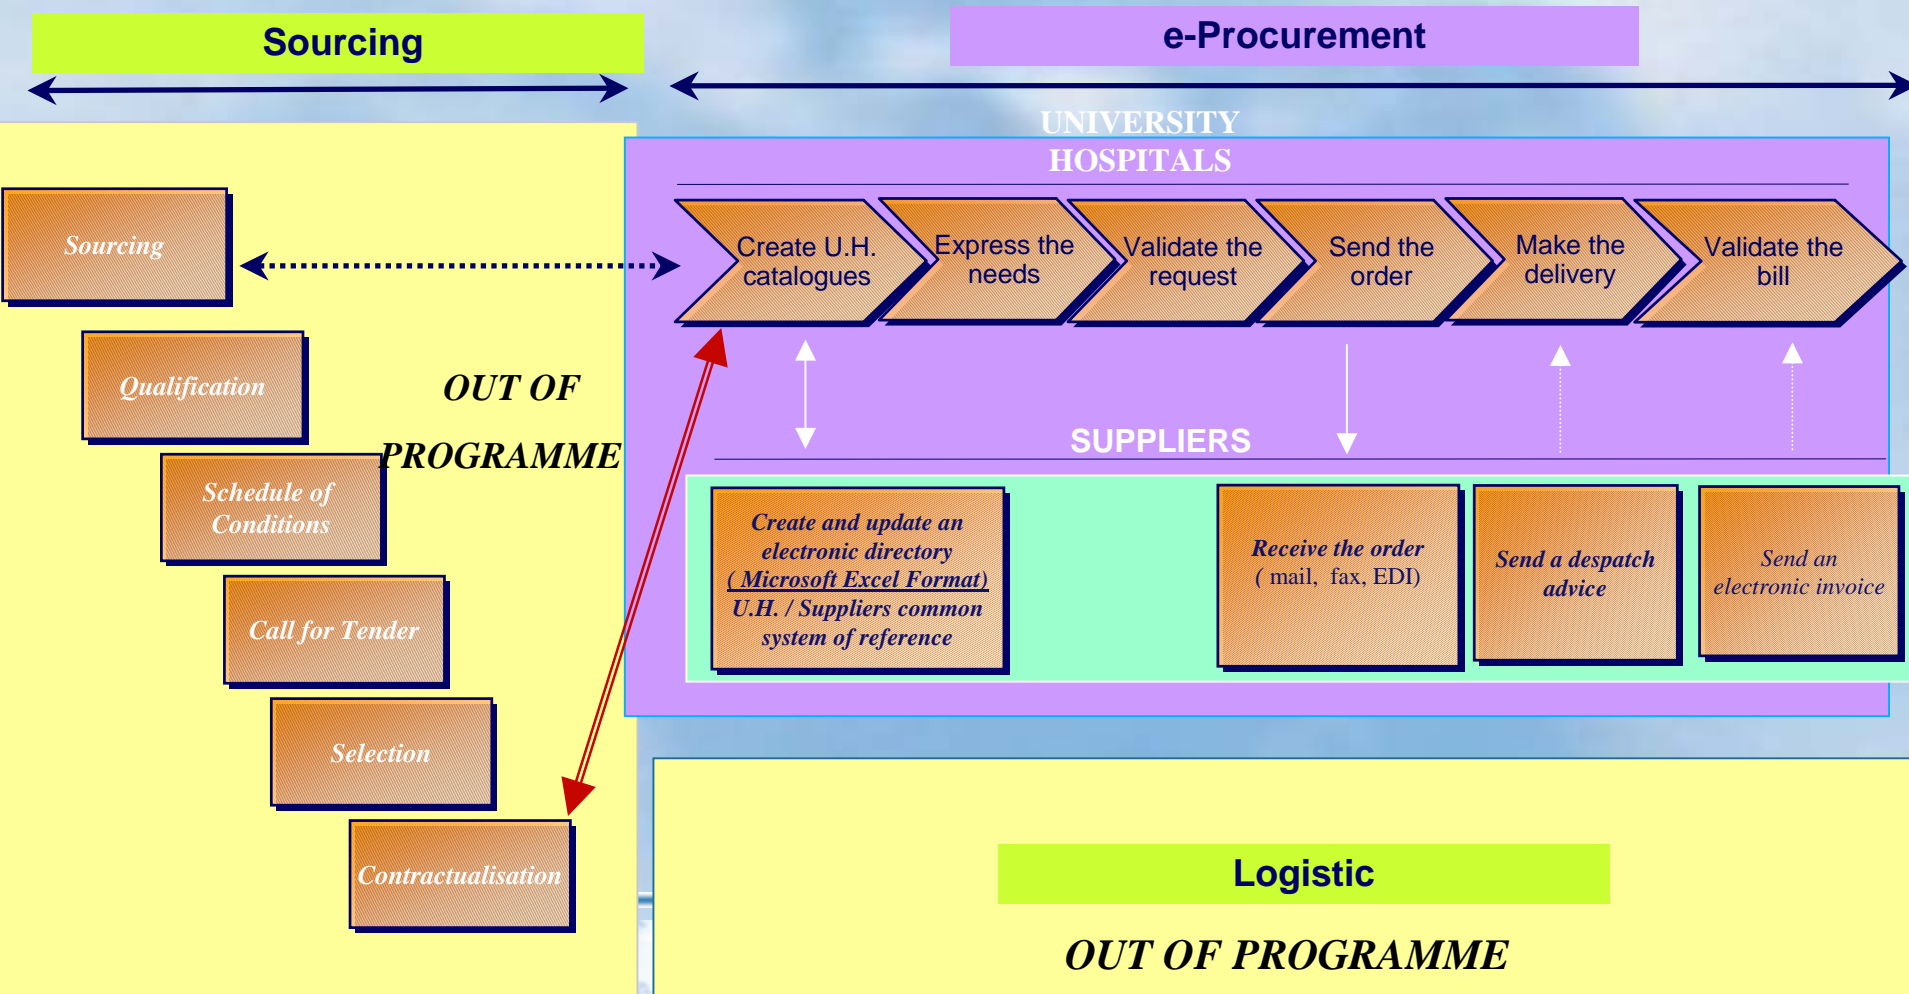 Sourcing
e-Procurement
UNIVERSITY
HOSPITALS
Sourcing
Create U.H.
catalogues
Express the
needs
Validate the
request
Send the
order
Make the
delivery
Validate the
bill
Qualification
OUT OF
PROGRAMME
SUPPLIERS
Schedule of
Conditions
Create and update an
electronic directory
( Microsoft Excel Format)
U.H. / Suppliers common
system of reference
Receive the order
( mail, fax, EDI)
Send a despatch
advice
Send an
electronic invoice
Call for Tender
Selection
Contractualisation
Logistic
OUT OF PROGRAMME